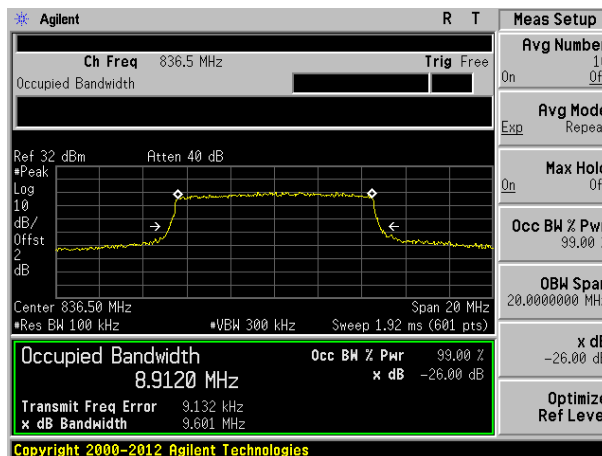 Agilent R T
Meas Setup
Ch Freq 836.5 MHz Trig Free
Occupied Bandwidth
Avg Number
10
On Off
Avg Mode
Exp Repeat
Max Hold
On Off
Occ BW % Pwr
99.00 %
OBW Span
20.0000000 MHz
x dB
-26.00 dB
Optimize
Ref Level
Ref 32 dBm Atten 40 dB
#Peak
Log
10
dB/
Offst
2
dB
Center 836.50 MHz Span 20 MHz
#Res BW 100 kHz #VBW 300 kHz Sweep 1.92 ms (601 pts)
Occupied Bandwidth Occ BW % Pwr 99.00 %
8.9120 MHz x dB -26.00 dB
Transmit Freq Error 9.132 kHz
x dB Bandwidth 9.601 MHz
Copyright 2000-2012 Agilent Technologies